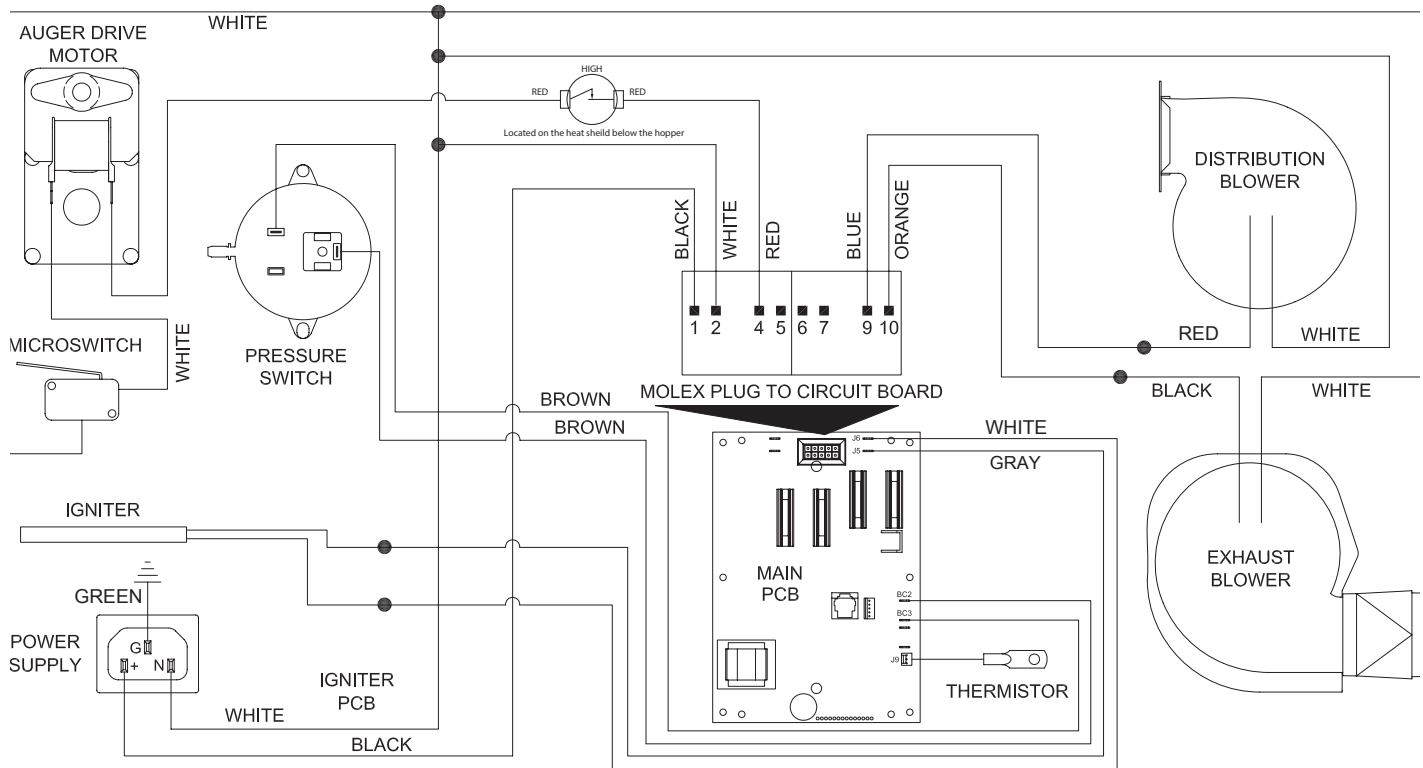 WHITE
AUGER DRIVE
MOTOR
HIGH
RED
RED
Located on the heat sheild below the hopper
DISTRIBUTION
BLOWER
BLACK
WHITE
RED
BLUE
ORANGE
1 2 4 5 6 7 9 10
MICROSWITCH
WHITE
PRESSURE
SWITCH
RED
WHITE
MOLEX PLUG TO CIRCUIT BOARD
BLACK
WHITE
BROWN
BROWN
J6
J5
WHITE
GRAY
IGNITER
MAIN
PCB
EXHAUST
BLOWER
BC2
BC3
J9
GREEN
POWER
SUPPLY
G
+ N
IGNITER
PCB
THERMISTOR
WHITE
BLACK